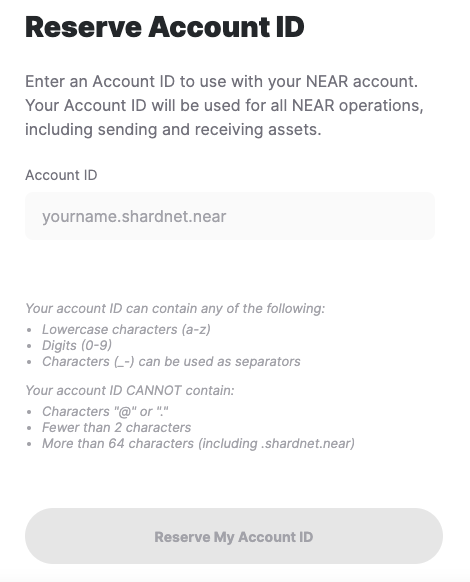 Reserve Account ID
Enter an Account ID to use with your NEAR account.
Your Account ID will be used for all NEAR operations,
including sending and receiving assets.
Account ID
yourname.shardnet.near
Your account ID can contain any of the following:
• Lowercase characters (a-z)
• Digits (0-9)
• Characters (_-) can be used as separators
Your account ID CANNOT contain:
• Characters "@" or "."
• Fewer than 2 characters
• More than 64 characters (including .shardnet.near)
Reserve My Account ID